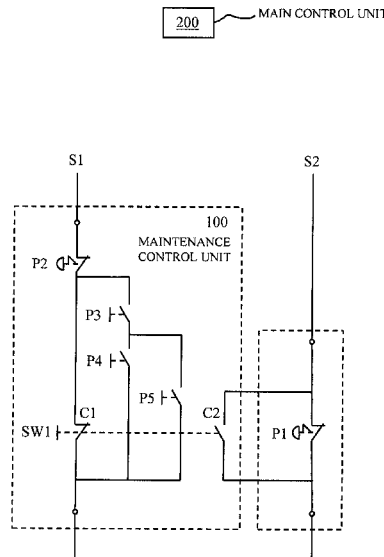 200
MAIN CONTROL UNIT
S1
S2
100
MAINTENANCE
CONTROL UNIT
P2
P3
P4
P5
C1
C2
SW1
P1